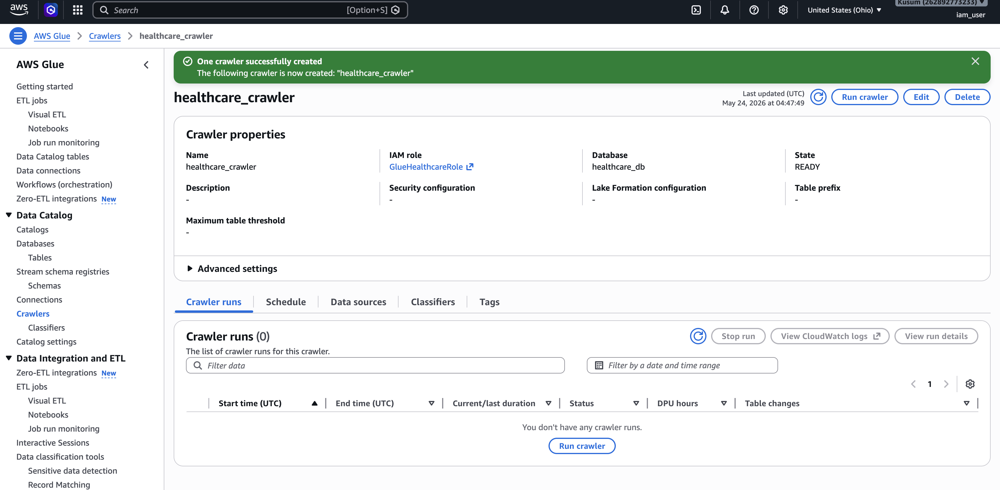 aws
Search
[Option+S]
United States (Ohio)
Kusum (262892773233)
iam_user
AWS Glue
Crawlers
healthcare_crawler
AWS Glue
Getting started
ETL jobs
Visual ETL
Notebooks
Job run monitoring
Data Catalog tables
Data connections
Workflows (orchestration)
Zero-ETL integrations New
Data Catalog
Catalogs
Databases
Tables
Stream schema registries
Schemas
Connections
Crawlers
Classifiers
Catalog settings
Data Integration and ETL
Zero-ETL integrations New
ETL jobs
Visual ETL
Notebooks
Job run monitoring
Interactive Sessions
Data classification tools
Sensitive data detection
Record Matching
One crawler successfully created
The following crawler is now created: "healthcare_crawler"
healthcare_crawler
Last updated (UTC)
May 24, 2026 at 04:47:49
Run crawler
Edit
Delete
Crawler properties
Name
healthcare_crawler
IAM role
GlueHealthcareRole
Database
healthcare_db
State
READY
Description
-
Security configuration
-
Lake Formation configuration
-
Table prefix
-
Maximum table threshold
-
Advanced settings
Crawler runs
Schedule
Data sources
Classifiers
Tags
Crawler runs (0)
The list of crawler runs for this crawler.
Stop run
View CloudWatch logs
View run details
Filter data
Filter by a date and time range
1
Start time (UTC)
End time (UTC)
Current/last duration
Status
DPU hours
Table changes
You don't have any crawler runs.
Run crawler